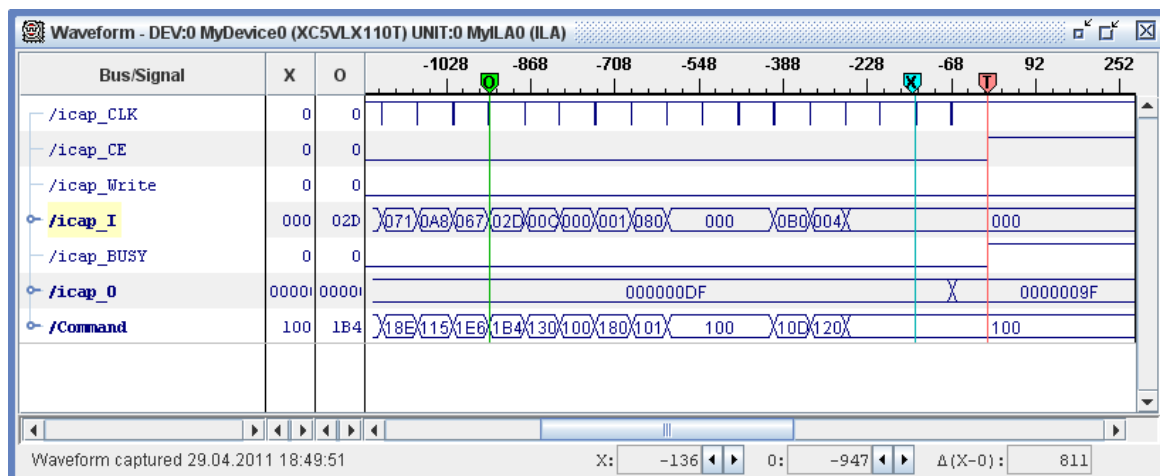 Waveform - DEV:0 MyDevice0 (XC5VLX110T) UNIT:0 MyILA0 (ILA)
Bus/Signal X O -1028 -868 -708 -548 -388 -228 -68 92 252
O X T
/icap_CLK 0 0
/icap_CE 0 0
/icap_Write 0 0
/icap_I 000 02D 071 0A8 067 02D 00C 000 001 080 000 0B0 004 000
/icap_BUSY 0 0
/icap_O 0000 0000 000000DF 0000009F
/Command 100 1B4 18E 115 1E6 1B4 130 100 180 101 100 10D 120 100
Waveform captured 29.04.2011 18:49:51 X: -136 O: -947 Δ(X-O): 811